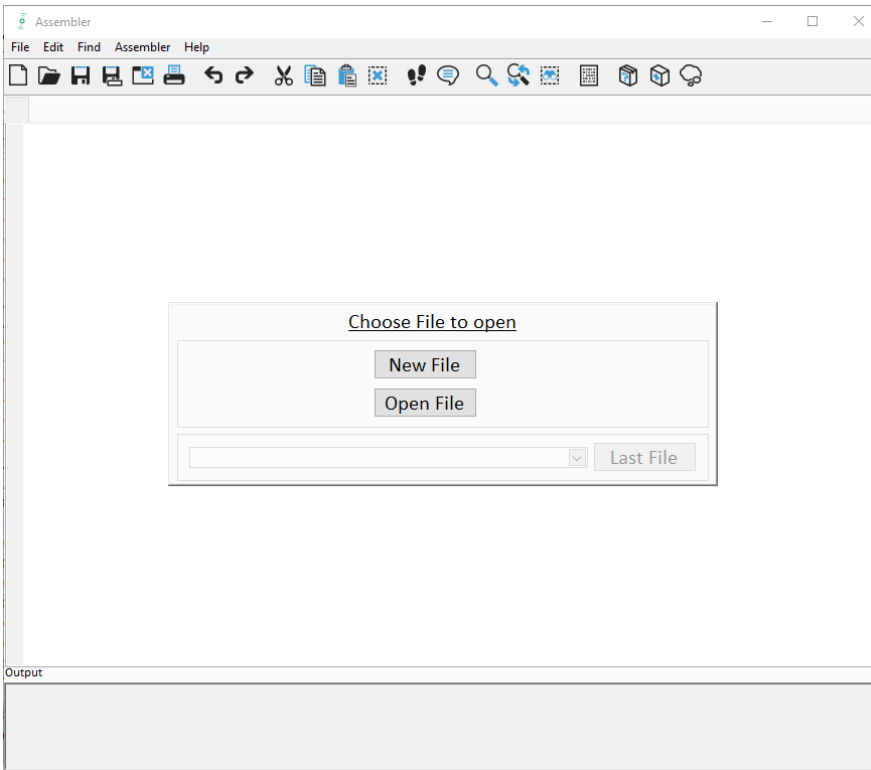 Assembler
File Edit Find Assembler Help
Choose File to open
New File
Open File
Last File
Output